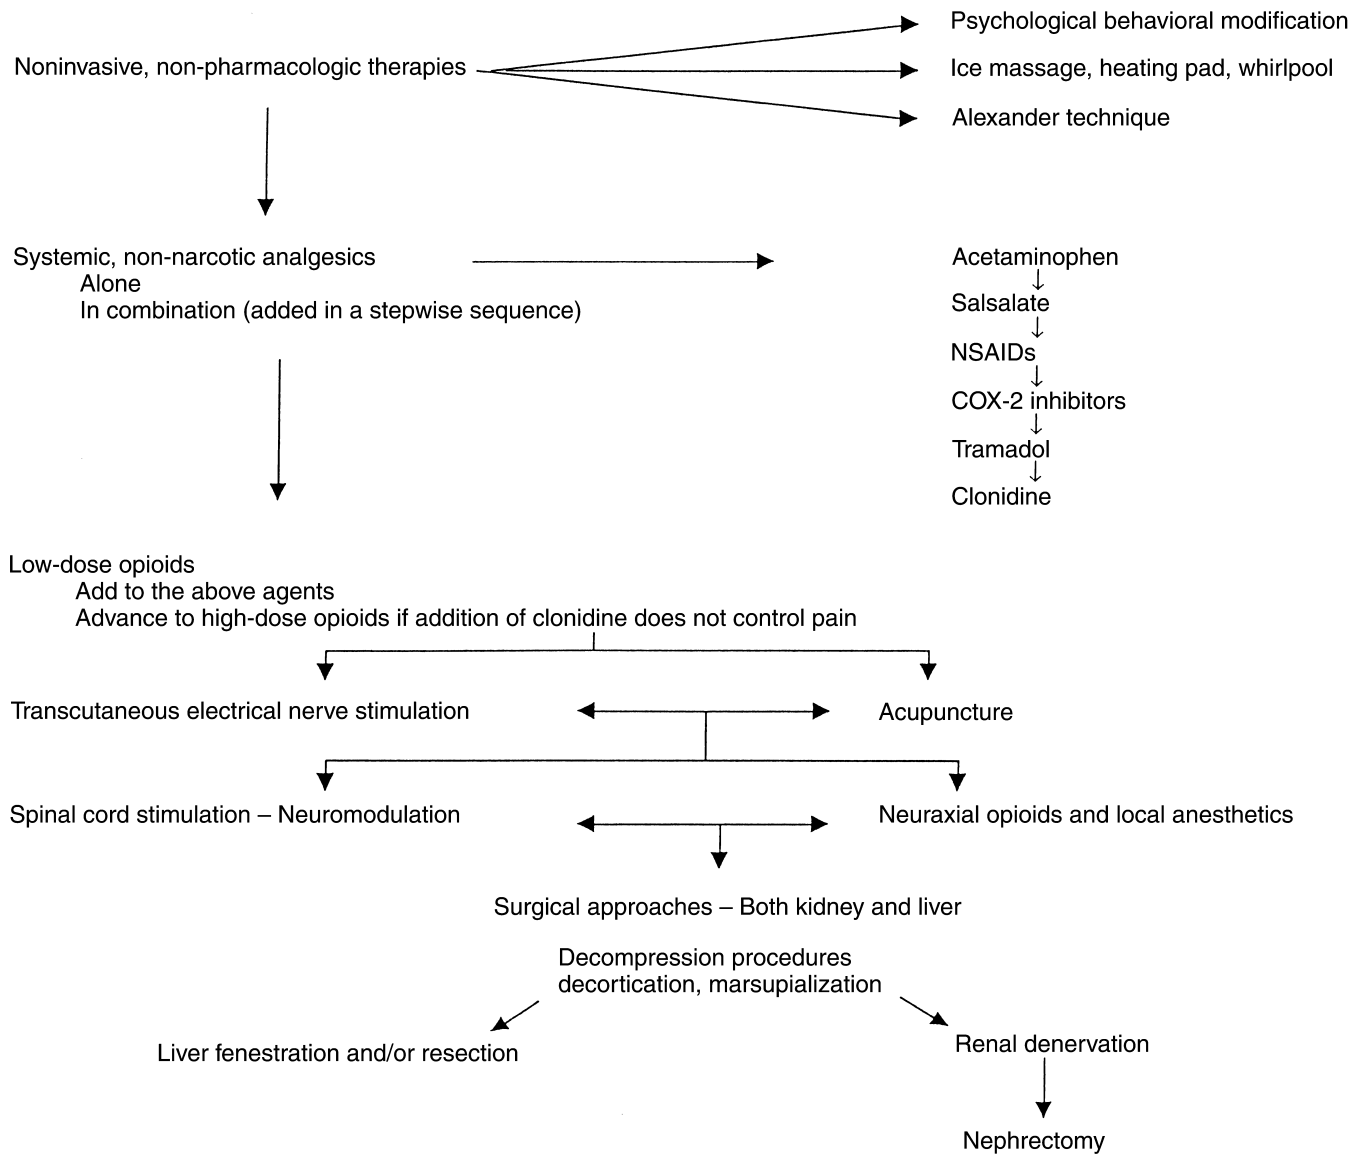 Noninvasive, non-pharmacologic therapies
Psychological behavioral modification
Ice massage, heating pad, whirlpool
Alexander technique
Systemic, non-narcotic analgesics
Alone
In combination (added in a stepwise sequence)
Acetaminophen
Salsalate
NSAIDs
COX-2 inhibitors
Tramadol
Clonidine
Low-dose opioids
Add to the above agents
Advance to high-dose opioids if addition of clonidine does not control pain
Transcutaneous electrical nerve stimulation
Acupuncture
Spinal cord stimulation – Neuromodulation
Neuraxial opioids and local anesthetics
Surgical approaches – Both kidney and liver
Decompression procedures
decortication, marsupialization
Liver fenestration and/or resection
Renal denervation
Nephrectomy